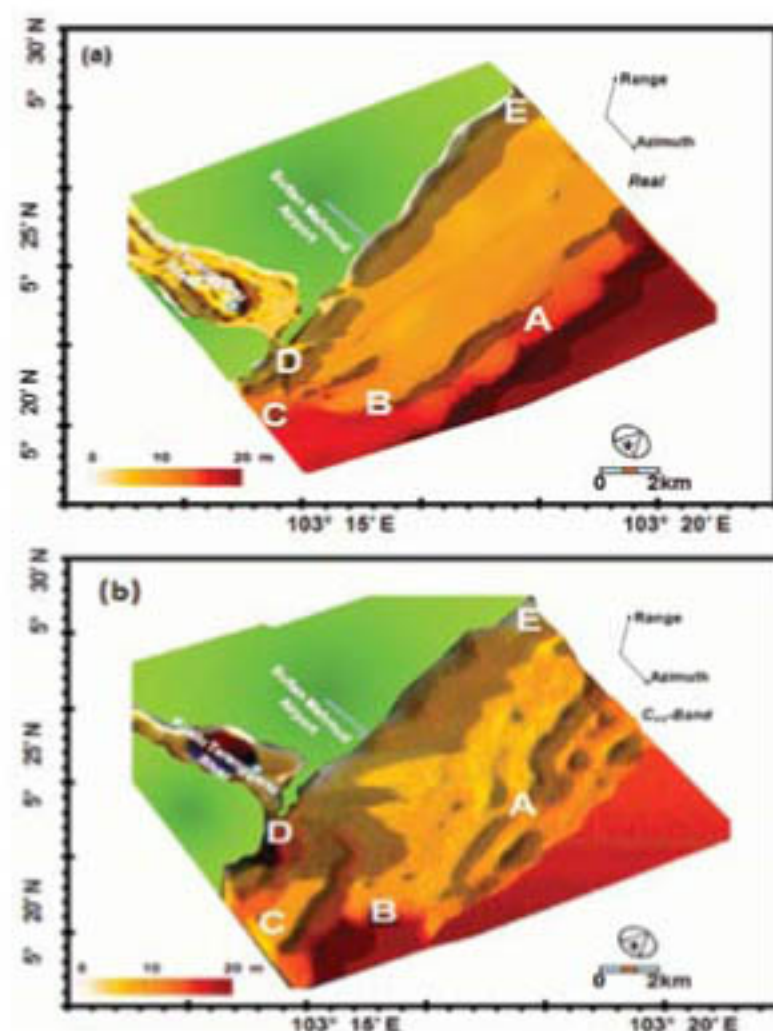 (a)
30' N
5°
25' N
5°
20' N
5°
Range
Azimuth
Real
Sultan Mahmud
Airport
E
A
D
B
C
0 10 20 m
0 2km
103° 15' E 103° 20' E
(b)
30' N
5°
25' N
5°
20' N
5°
Range
Azimuth
-Band
Sultan Mahmud
Airport
E
A
D
B
C
0 10 20 m
0 2km
103° 15' E 103° 20' E